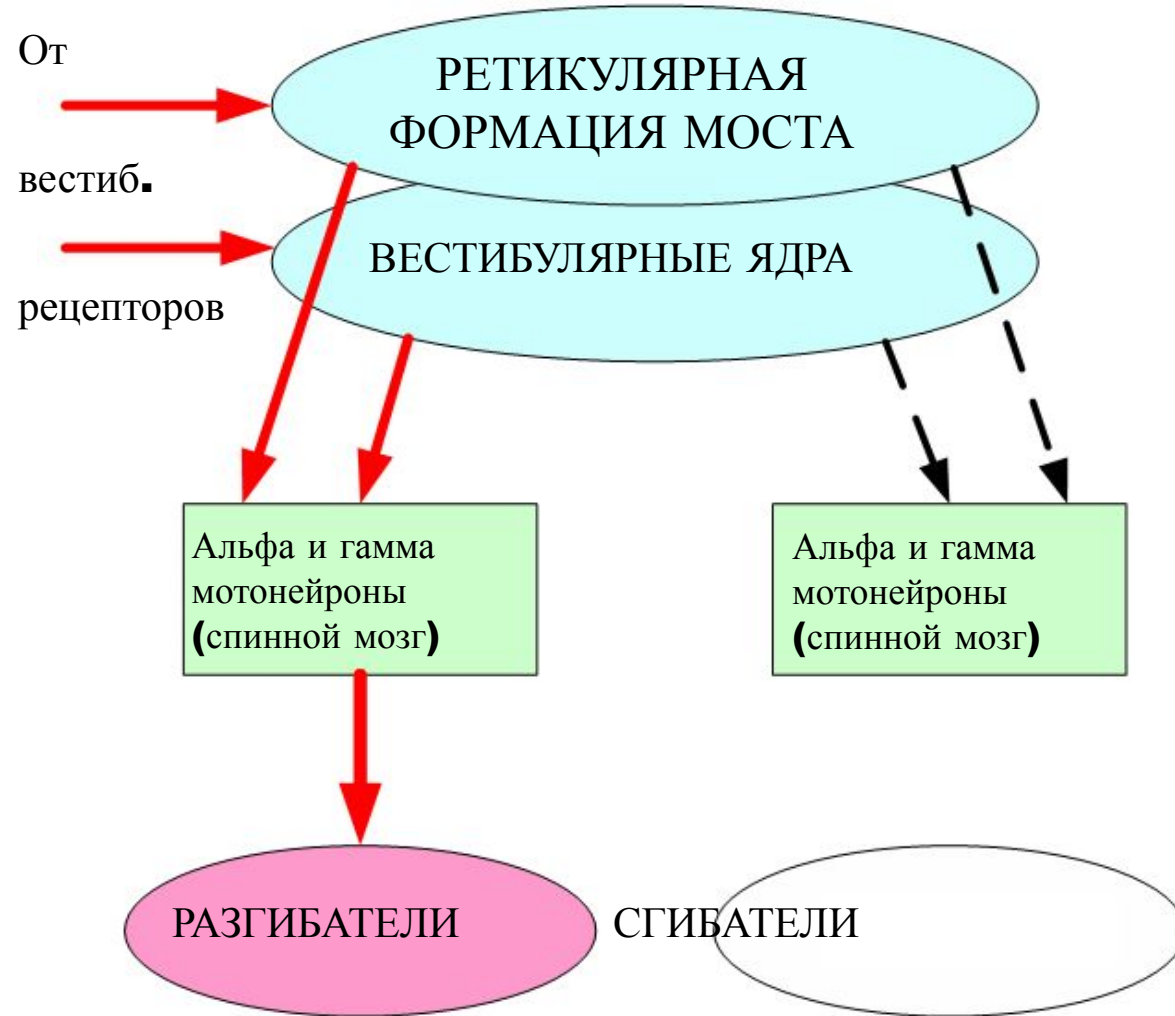 От
вестиб.
рецепторов
РЕТИКУЛЯРНАЯ
ФОРМАЦИЯ МОСТА
ВЕСТИБУЛЯРНЫЕ ЯДРА
Альфа и гамма
мотонейроны
(спинной мозг)
Альфа и гамма
мотонейроны
(спинной мозг)
РАЗГИБАТЕЛИ
СГИБАТЕЛИ